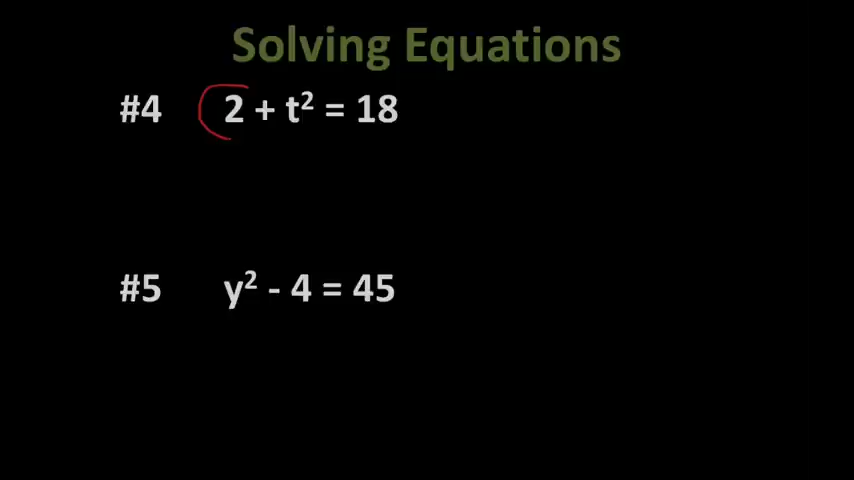 Solving Equations
#4 2 + t² = 18
#5 y² - 4 = 45